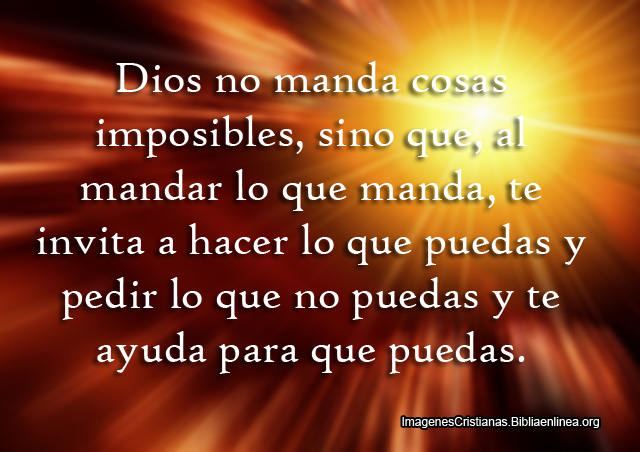 Dios no manda cosas
imposibles, sino que, al
mandar lo que manda, te
invita a hacer lo que puedas y
pedir lo que no puedas y te
ayuda para que puedas.
ImagenesCristianas.Bibliaenlinea.org